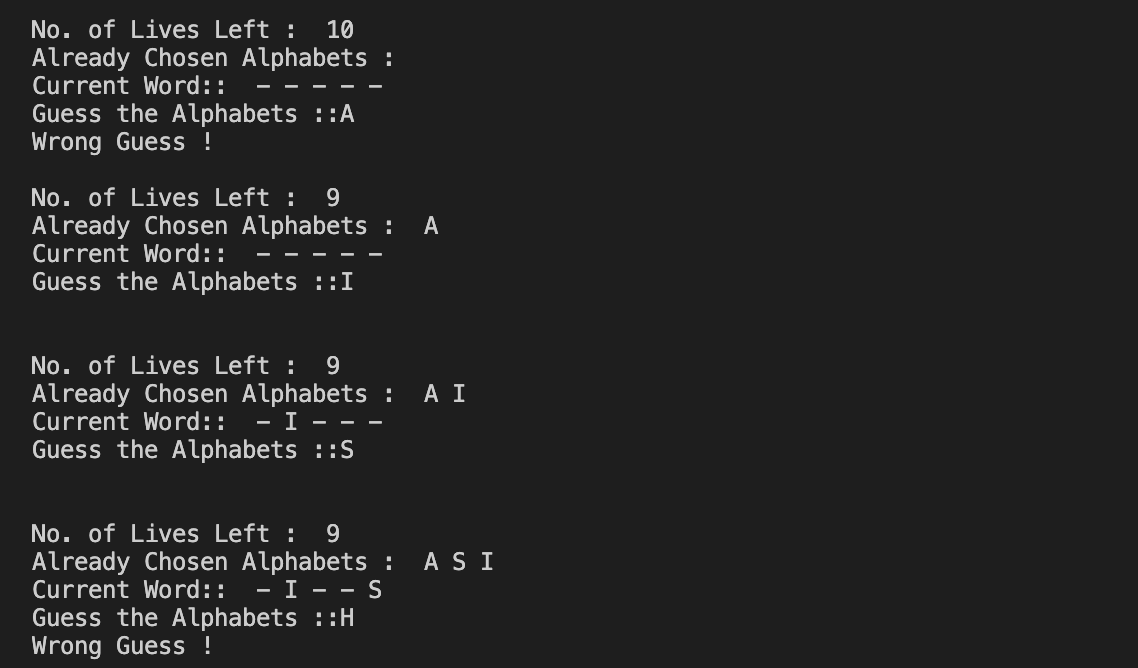 No. of Lives Left :  10
Already Chosen Alphabets :
Current Word::  - - - - -
Guess the Alphabets ::A
Wrong Guess !
No. of Lives Left :  9
Already Chosen Alphabets :  A
Current Word::  - - - - -
Guess the Alphabets ::I
No. of Lives Left :  9
Already Chosen Alphabets :  A I
Current Word::  - I - - -
Guess the Alphabets ::S
No. of Lives Left :  9
Already Chosen Alphabets :  A S I
Current Word::  - I - - S
Guess the Alphabets ::H
Wrong Guess !